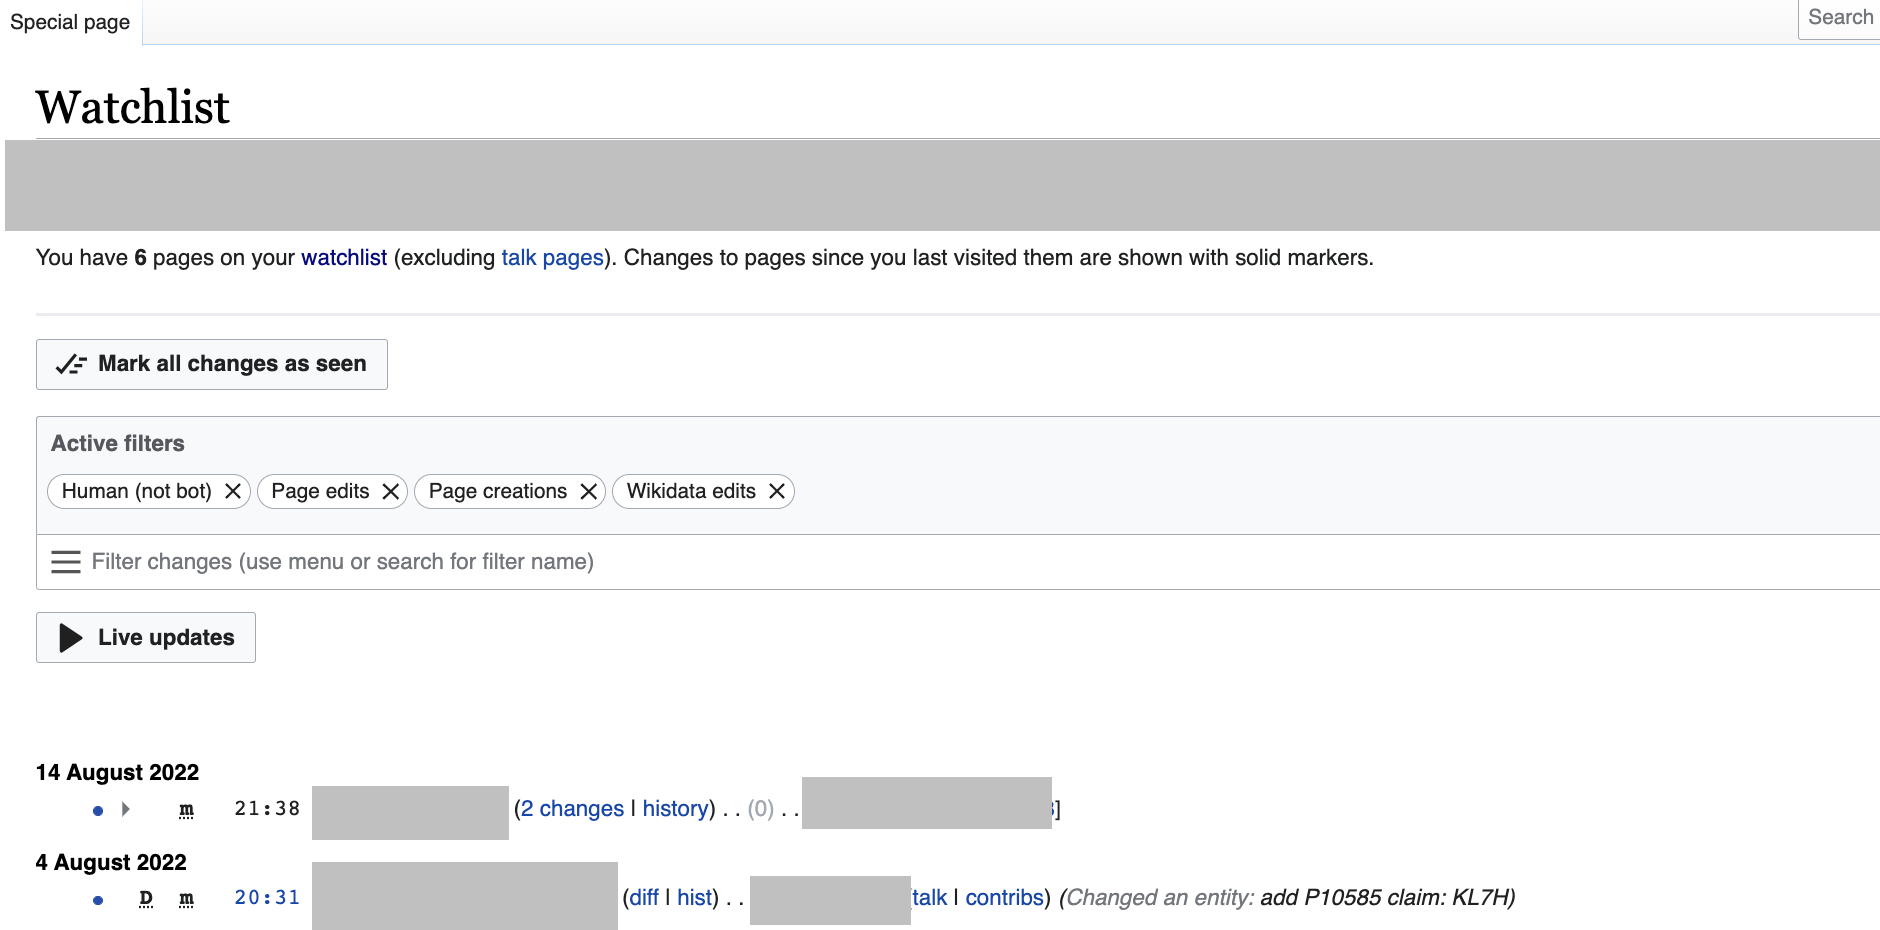 Special page
Search
Watchlist
You have 6 pages on your watchlist (excluding talk pages). Changes to pages since you last visited them are shown with solid markers.
Mark all changes as seen
Active filters
Human (not bot) Page edits Page creations Wikidata edits
Filter changes (use menu or search for filter name)
Live updates
14 August 2022
m 21:38 (2 changes | history) . . (0) . . ]
4 August 2022
D m 20:31 (diff | hist) . . talk | contribs) (Changed an entity: add P10585 claim: KL7H)